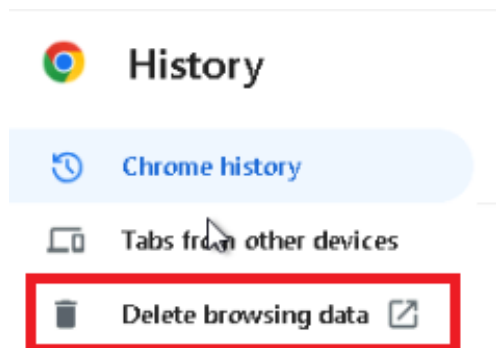 History
Chrome history
Tabs from other devices
Delete browsing data